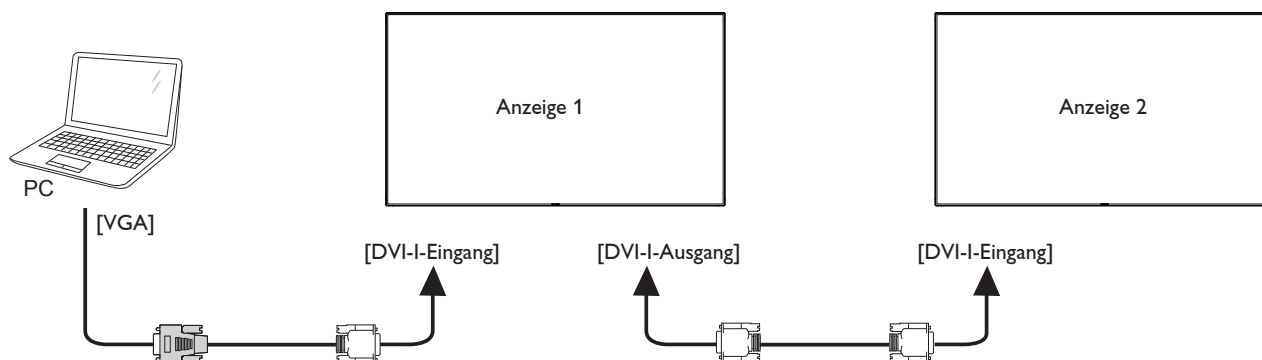 Anzeige 1
Anzeige 2
PC
[VGA]
[DVI-I-Eingang]
[DVI-I-Ausgang]
[DVI-I-Eingang]